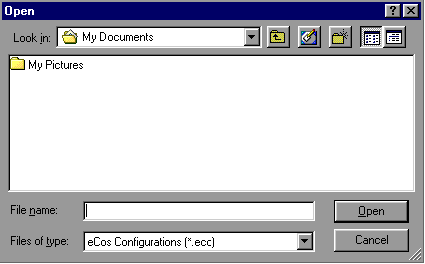 Open
Look in: My Documents
My Pictures
File name: Open
Files of type: eCos Configurations (*.ecc) Cancel